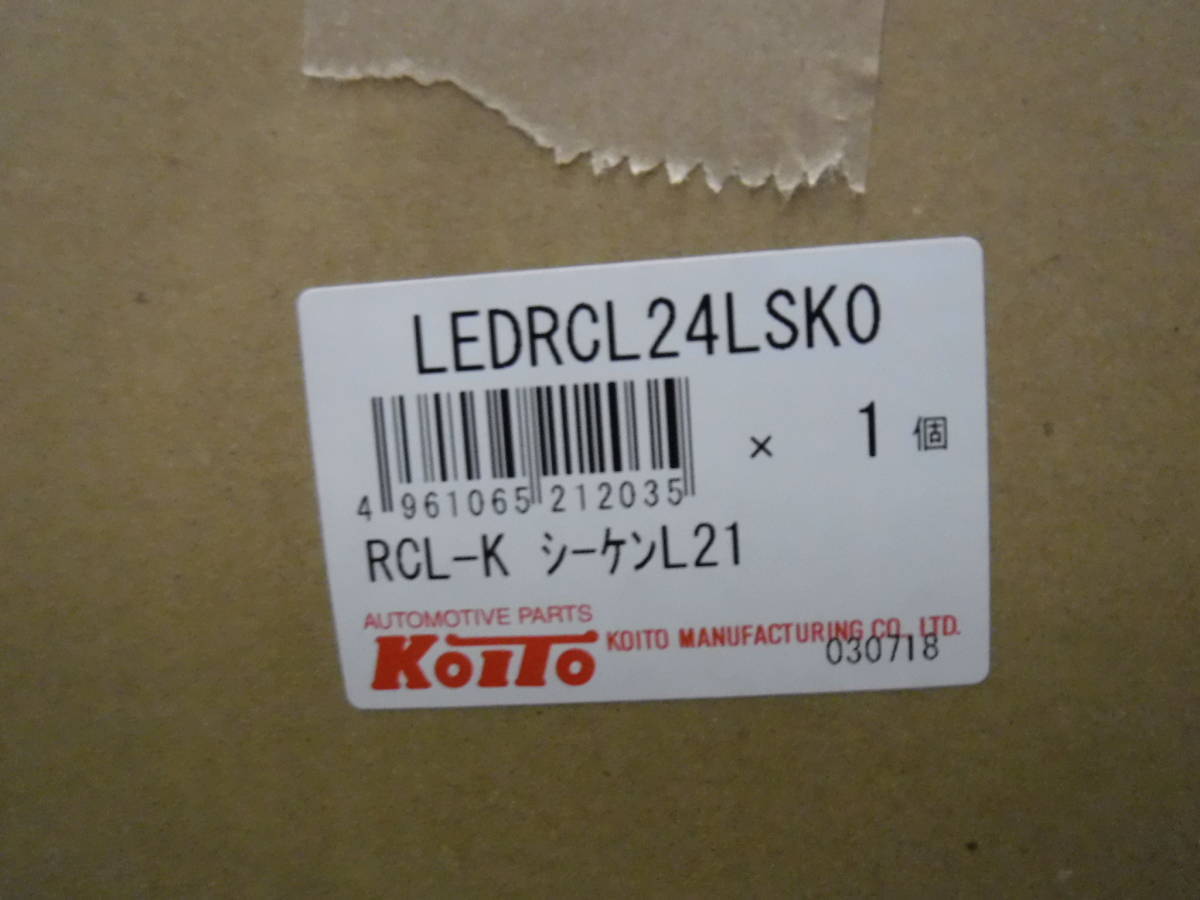 LEDRCL24LSKO
× 1 個
4 961065 212035
RCL-K シーケンL21
AUTOMOTIVE PARTS
KOITO KOITO MANUFACTURING CO., LTD.
030718